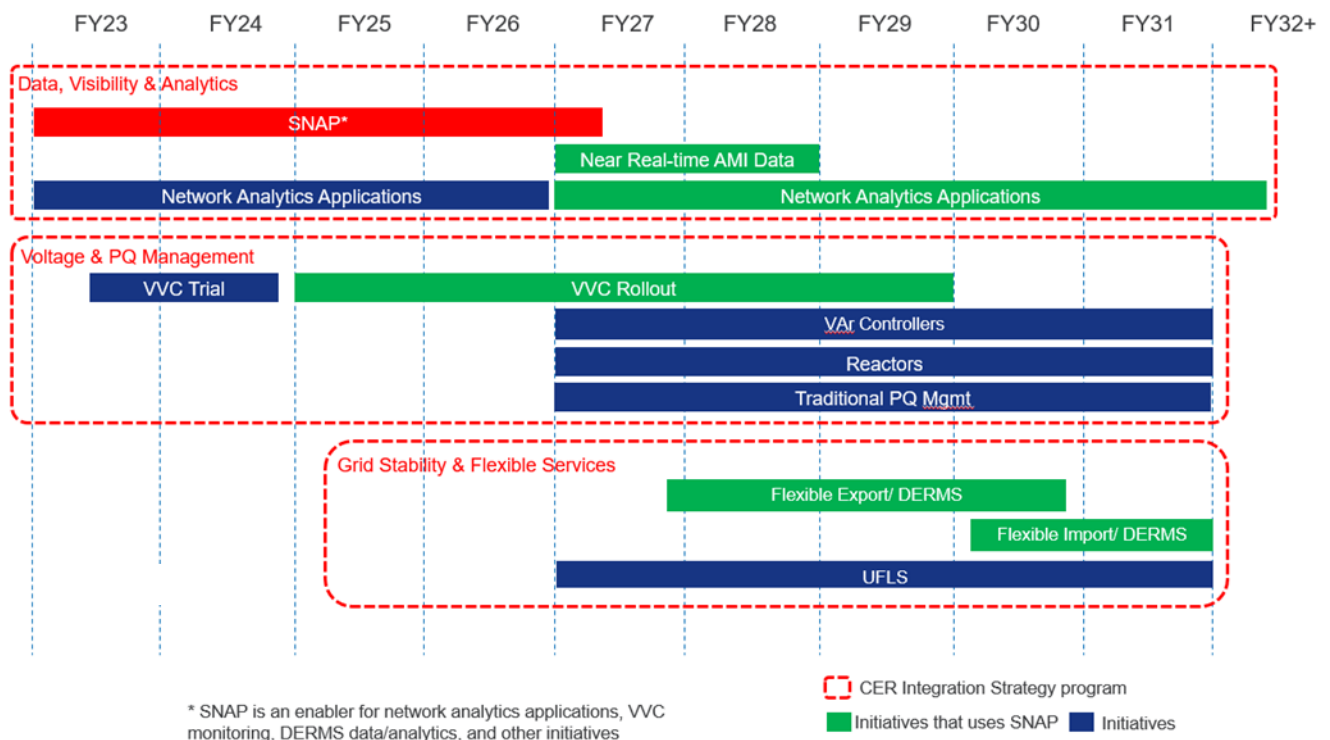 FY23 FY24 FY25 FY26 FY27 FY28 FY29 FY30 FY31 FY32+
Data, Visibility & Analytics
SNAP*
Near Real-time AMI Data
Network Analytics Applications Network Analytics Applications
Voltage & PQ Management
VVC Trial VVC Rollout
VAr Controllers
Reactors
Traditional PQ Mgmt
Grid Stability & Flexible Services
Flexible Export/ DERMS
Flexible Import/ DERMS
UFLS
* SNAP is an enabler for network analytics applications, VVC
monitoring, DERMS data/analytics, and other initiatives
CER Integration Strategy program
Initiatives that uses SNAP Initiatives